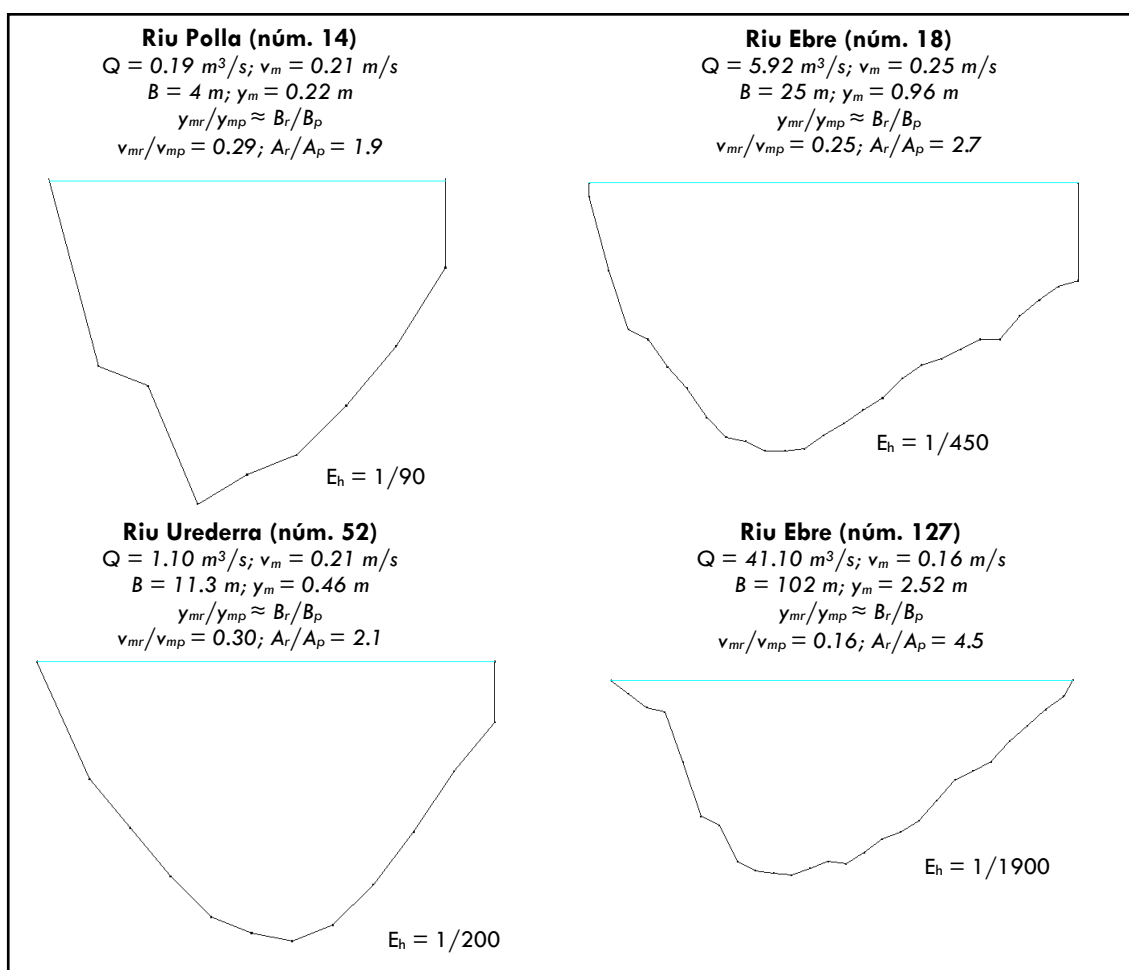 Riu Polla (núm. 14)
Q = 0.19 m³/s; vₘ = 0.21 m/s
B = 4 m; yₘ = 0.22 m
yₘᵣ/yₘₚ ≈ Bᵣ/Bₚ
vₘᵣ/vₘₚ = 0.29; Aᵣ/Aₚ = 1.9
Eₕ = 1/90
Riu Ebre (núm. 18)
Q = 5.92 m³/s; vₘ = 0.25 m/s
B = 25 m; yₘ = 0.96 m
yₘᵣ/yₘₚ ≈ Bᵣ/Bₚ
vₘᵣ/vₘₚ = 0.25; Aᵣ/Aₚ = 2.7
Eₕ = 1/450
Riu Urederra (núm. 52)
Q = 1.10 m³/s; vₘ = 0.21 m/s
B = 11.3 m; yₘ = 0.46 m
yₘᵣ/yₘₚ ≈ Bᵣ/Bₚ
vₘᵣ/vₘₚ = 0.30; Aᵣ/Aₚ = 2.1
Eₕ = 1/200
Riu Ebre (núm. 127)
Q = 41.10 m³/s; vₘ = 0.16 m/s
B = 102 m; yₘ = 2.52 m
yₘᵣ/yₘₚ ≈ Bᵣ/Bₚ
vₘᵣ/vₘₚ = 0.16; Aᵣ/Aₚ = 4.5
Eₕ = 1/1900